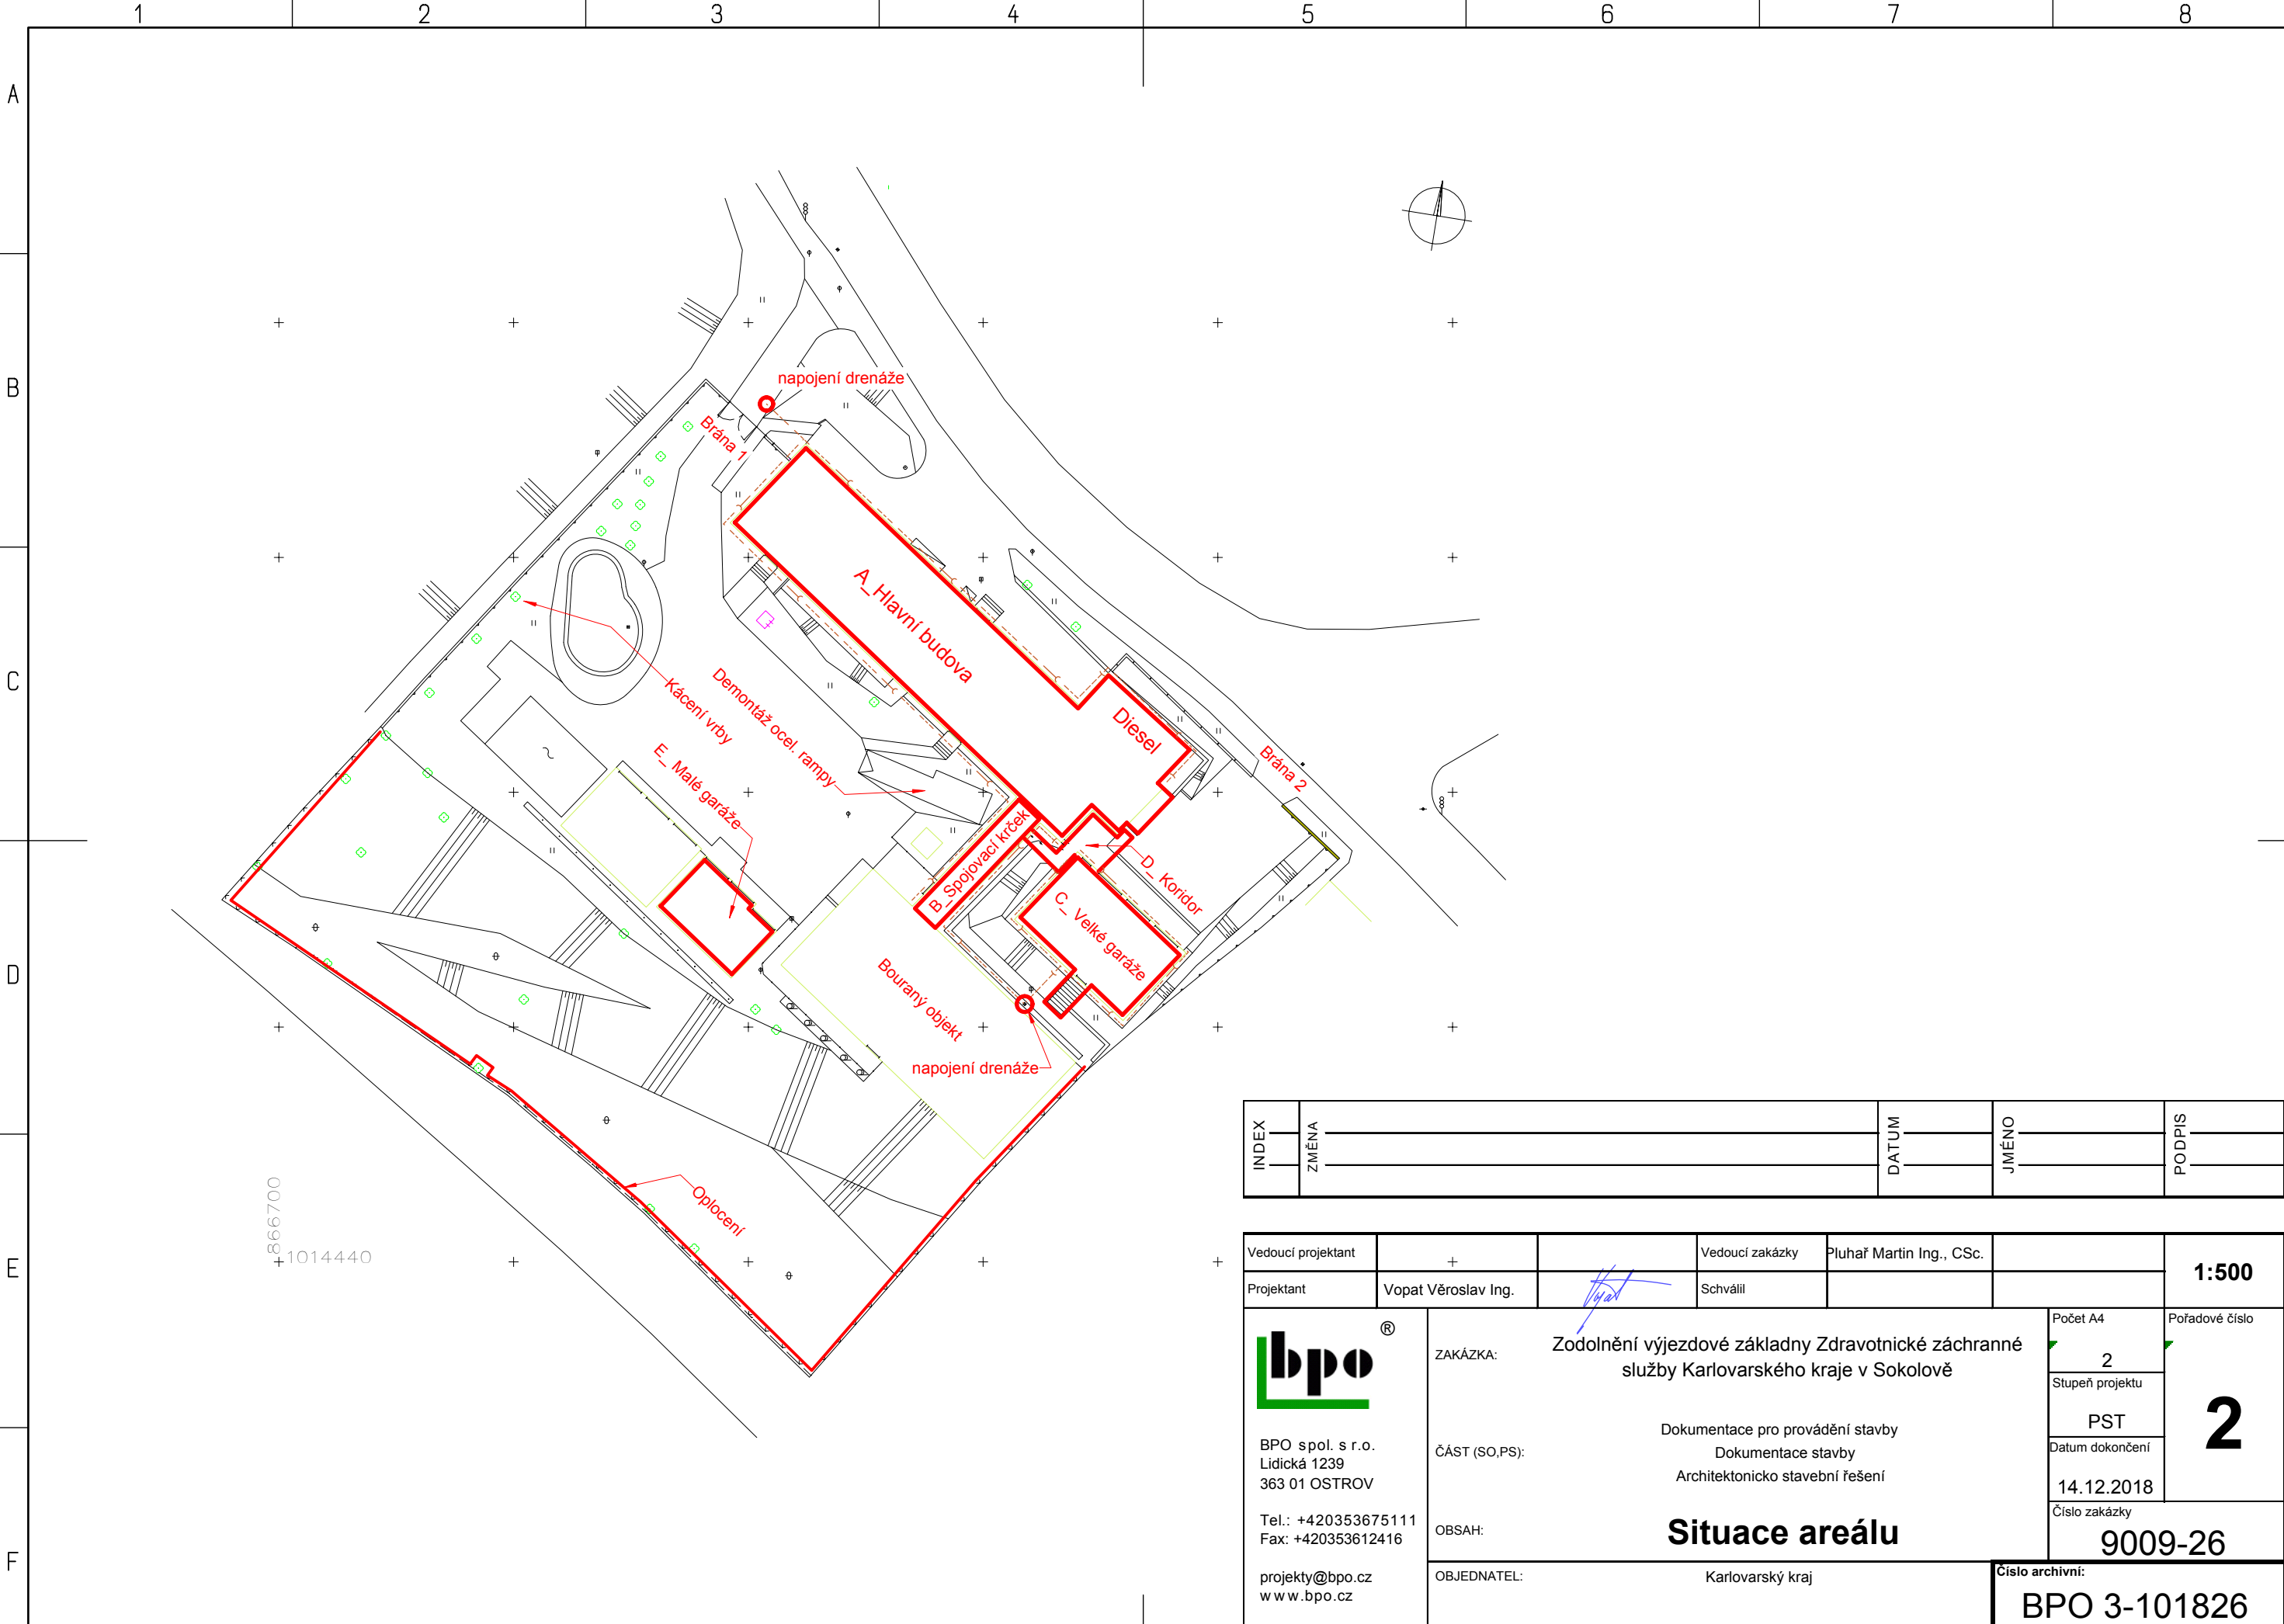 1 2 3 4 5 6 7 8
A
B
C
D
E
F
napojení drenáže
Brána 1
A_Hlavní budova
Diesel
Brána 2
Kácení vrby
Demontáž ocel. rampy
E_ Malé garáže
B_Spojovací krček
D_ Koridor
C_ Velké garáže
Bouraný objekt
napojení drenáže
Oplocení
866700
1014440
INDEX
ZMĚNA
DATUM
JMÉNO
PODPIS
Vedoucí projektant
Vedoucí zakázky Pluhař Martin Ing., CSc.
1:500
Projektant Vopat Věroslav Ing.
Schválil
bpo ®
BPO spol. s r.o.
Lidická 1239
363 01 OSTROV
Tel.: +420353675111
Fax: +420353612416
projekty@bpo.cz
www.bpo.cz
ZAKÁZKA:
Zodolnění výjezdové základny Zdravotnické záchranné
služby Karlovarského kraje v Sokolově
ČÁST (SO,PS):
Dokumentace pro provádění stavby
Dokumentace stavby
Architektonicko stavební řešení
OBSAH:
Situace areálu
OBJEDNATEL:
Karlovarský kraj
Počet A4
2
Pořadové číslo
2
Stupeň projektu
PST
Datum dokončení
14.12.2018
Číslo zakázky
9009-26
Číslo archivní:
BPO 3-101826